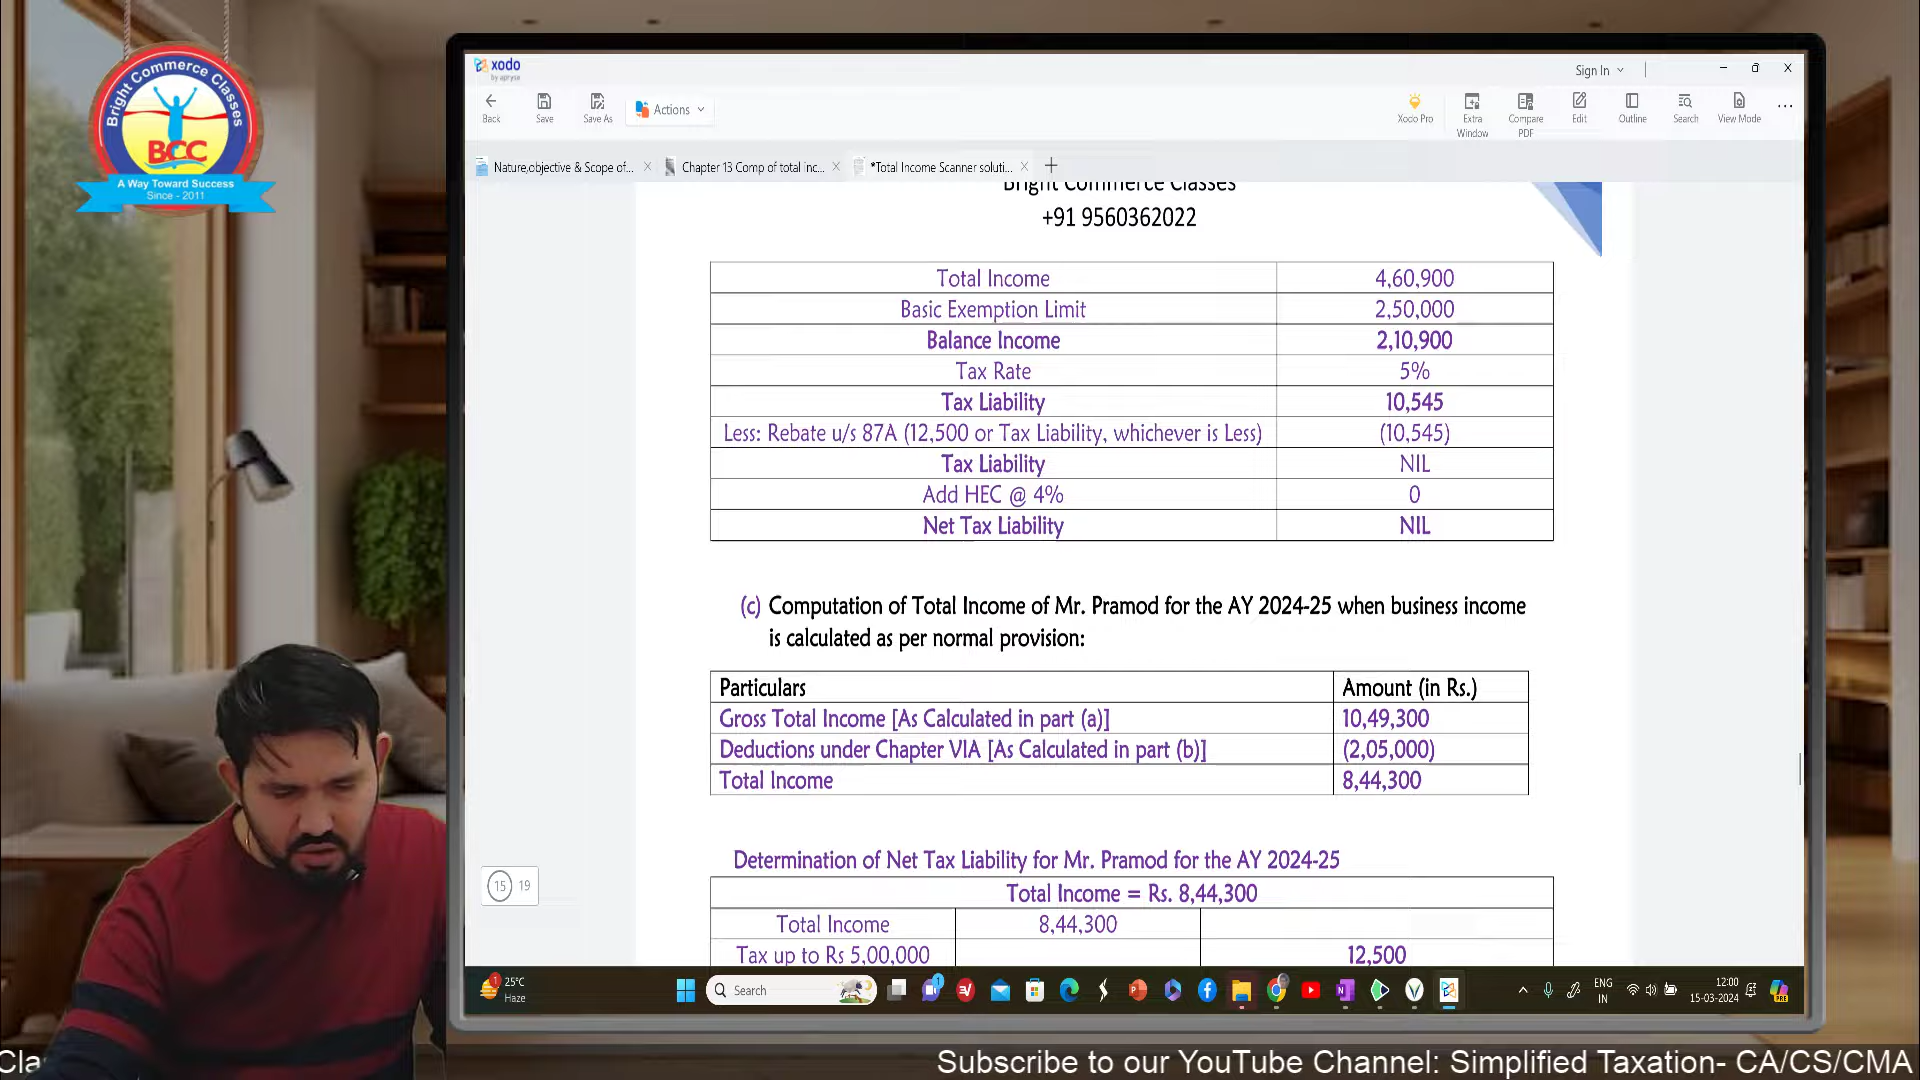 Bright Commerce Classes
BCC
A Way Toward Success
Since - 2011
xodo
by apryse
Sign In
Back
Save
Save As
Actions
Xodo Pro
Extra Window
Compare PDF
Edit
Outline
Search
View Mode
Nature,objective & Scope of...
Chapter 13 Comp of total inc...
*Total Income Scanner soluti...
Bright Commerce Classes
+91 9560362022
Total Income 4,60,900
Basic Exemption Limit 2,50,000
Balance Income 2,10,900
Tax Rate 5%
Tax Liability 10,545
Less: Rebate u/s 87A (12,500 or Tax Liability, whichever is Less) (10,545)
Tax Liability NIL
Add HEC @ 4% 0
Net Tax Liability NIL
(c) Computation of Total Income of Mr. Pramod for the AY 2024-25 when business income
is calculated as per normal provision:
Particulars Amount (in Rs.)
Gross Total Income [As Calculated in part (a)] 10,49,300
Deductions under Chapter VIA [As Calculated in part (b)] (2,05,000)
Total Income 8,44,300
Determination of Net Tax Liability for Mr. Pramod for the AY 2024-25
Total Income = Rs. 8,44,300
Total Income 8,44,300
Tax up to Rs 5,00,000 12,500
15 19
1
25°C
Haze
Search
ENG
IN
12:00
15-03-2024
Cla
Subscribe to our YouTube Channel: Simplified Taxation- CA/CS/CMA